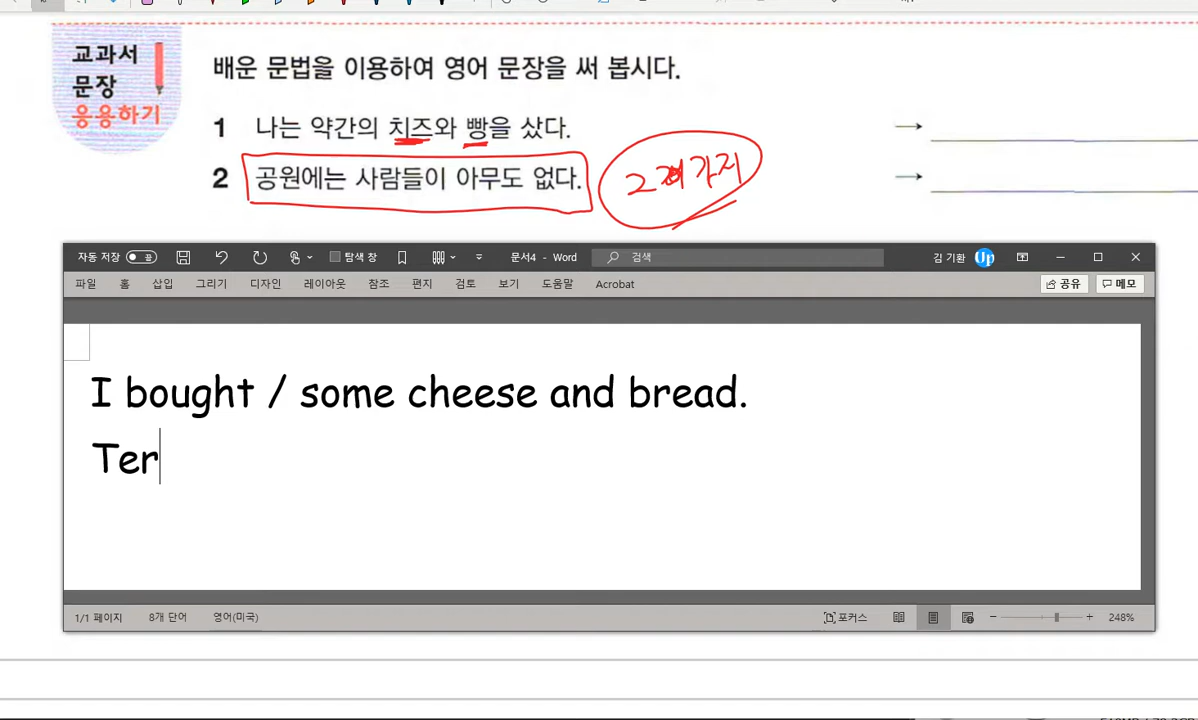 교과서
문장
응용하기
배운 문법을 이용하여 영어 문장을 써 봅시다.
1 나는 약간의 치즈와 빵을 샀다. →
2 공원에는 사람들이 아무도 없다. →
2 가지
자동 저장 끔 탐색 창 문서4 - Word 검색 김 기환 Up
파일 홈 삽입 그리기 디자인 레이아웃 참조 편지 검토 보기 도움말 Acrobat 공유 메모
I bought / some cheese and bread.
Ter
1/1 페이지 8개 단어 영어(미국) 포커스 - + 248%